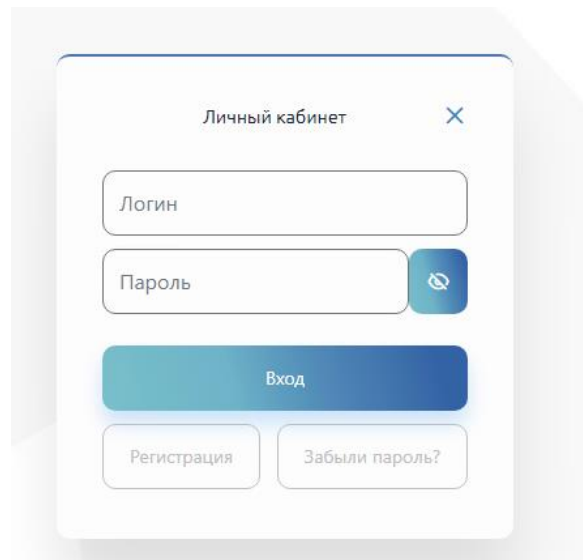 Личный кабинет
Логин
Пароль
Вход
Регистрация
Забыли пароль?